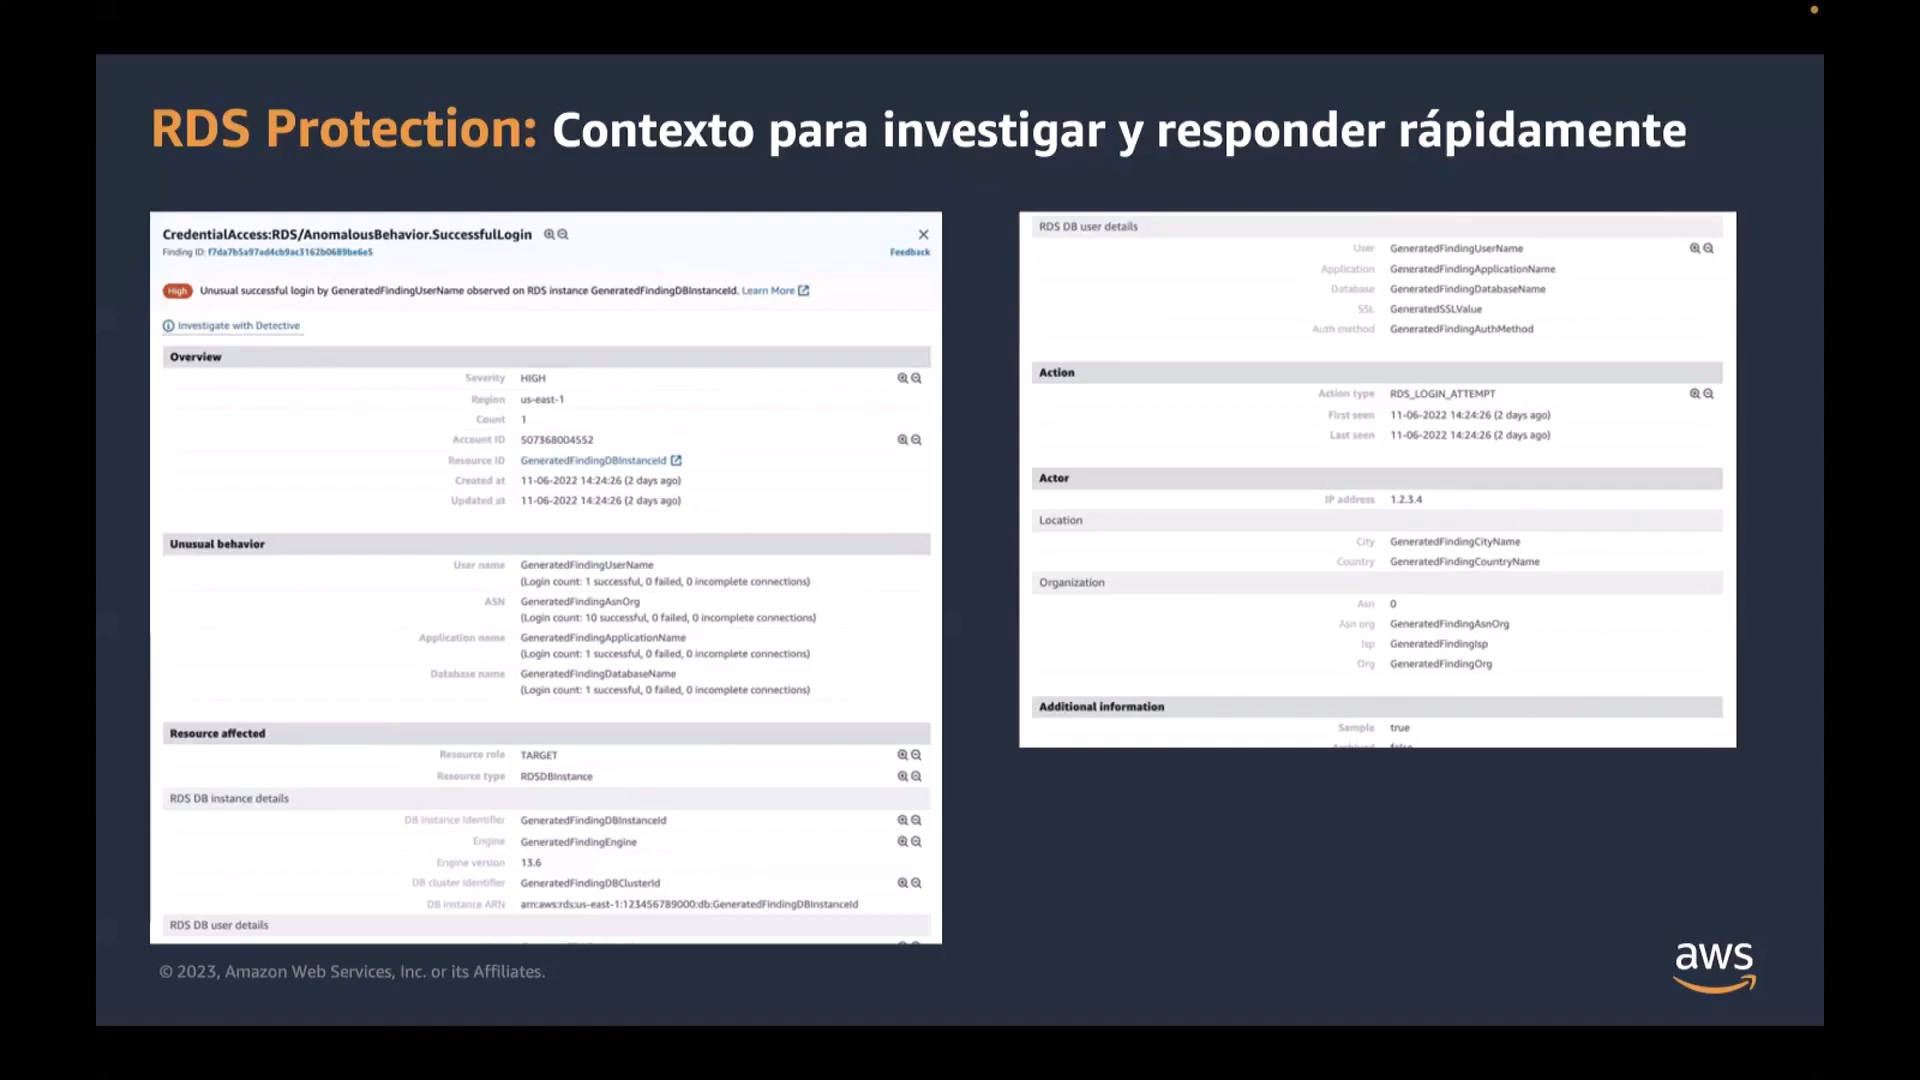 RDS Protection: Contexto para investigar y responder rápidamente
CredentialAccess:RDS/AnomalousBehavior.SuccessfulLogin
Finding ID: f7da7b5a97ad4cb9ac3162b0689be6e5
Feedback
High Unusual successful login by GeneratedFindingUserName observed on RDS instance GeneratedFindingDBInstanceId. Learn More
Investigate with Detective
Overview
Severity HIGH
Region us-east-1
Count 1
Account ID 507368004552
Resource ID GeneratedFindingDBInstanceId
Created at 11-06-2022 14:24:26 (2 days ago)
Updated at 11-06-2022 14:24:26 (2 days ago)
Unusual behavior
User name GeneratedFindingUserName
(Login count: 1 successful, 0 failed, 0 incomplete connections)
ASN GeneratedFindingAsnOrg
(Login count: 10 successful, 0 failed, 0 incomplete connections)
Application name GeneratedFindingApplicationName
(Login count: 1 successful, 0 failed, 0 incomplete connections)
Database name GeneratedFindingDatabaseName
(Login count: 1 successful, 0 failed, 0 incomplete connections)
Resource affected
Resource role TARGET
Resource type RDSDBInstance
RDS DB instance details
DB instance identifier GeneratedFindingDBInstanceId
Engine GeneratedFindingEngine
Engine version 13.6
DB cluster identifier GeneratedFindingDBClusterId
DB instance ARN arn:aws:rds:us-east-1:123456789000:db:GeneratedFindingDBInstanceId
RDS DB user details
RDS DB user details
User GeneratedFindingUserName
Application GeneratedFindingApplicationName
Database GeneratedFindingDatabaseName
SSL GeneratedSSLValue
Auth method GeneratedFindingAuthMethod
Action
Action type RDS_LOGIN_ATTEMPT
First seen 11-06-2022 14:24:26 (2 days ago)
Last seen 11-06-2022 14:24:26 (2 days ago)
Actor
IP address 1.2.3.4
Location
City GeneratedFindingCityName
Country GeneratedFindingCountryName
Organization
Asn 0
Asn org GeneratedFindingAsnOrg
Isp GeneratedFindingIsp
Org GeneratedFindingOrg
Additional information
Sample true
Archived false
© 2023, Amazon Web Services, Inc. or its Affiliates.
aws